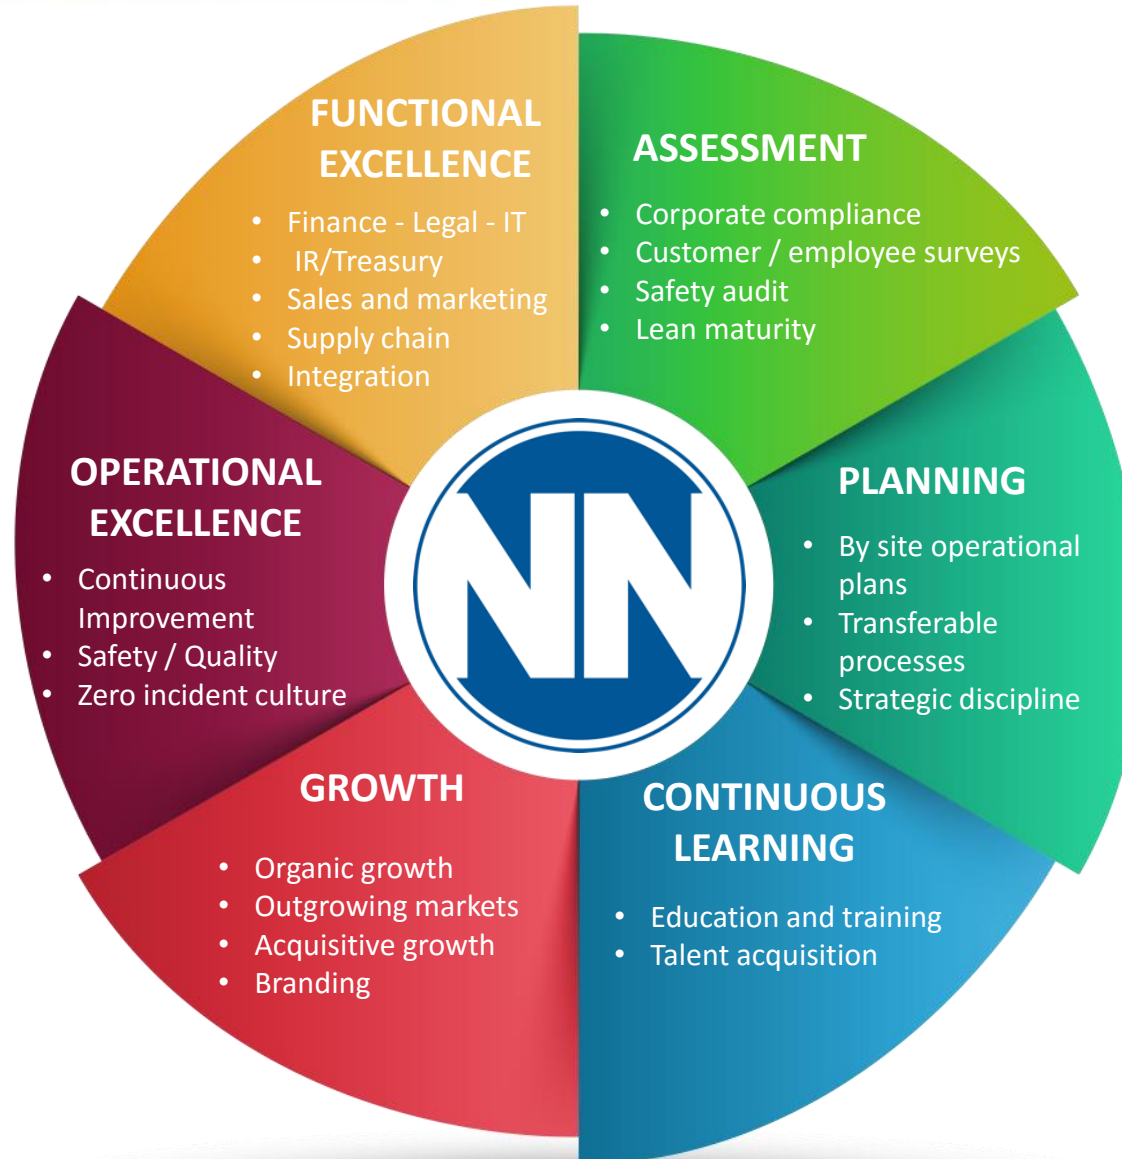 FUNCTIONAL
EXCELLENCE
• Finance - Legal - IT
• IR/Treasury
• Sales and marketing
• Supply chain
• Integration
ASSESSMENT
• Corporate compliance
• Customer / employee surveys
• Safety audit
• Lean maturity
PLANNING
• By site operational
plans
• Transferable
processes
• Strategic discipline
CONTINUOUS
LEARNING
• Education and training
• Talent acquisition
GROWTH
• Organic growth
• Outgrowing markets
• Acquisitive growth
• Branding
OPERATIONAL
EXCELLENCE
• Continuous
Improvement
• Safety / Quality
• Zero incident culture
NN